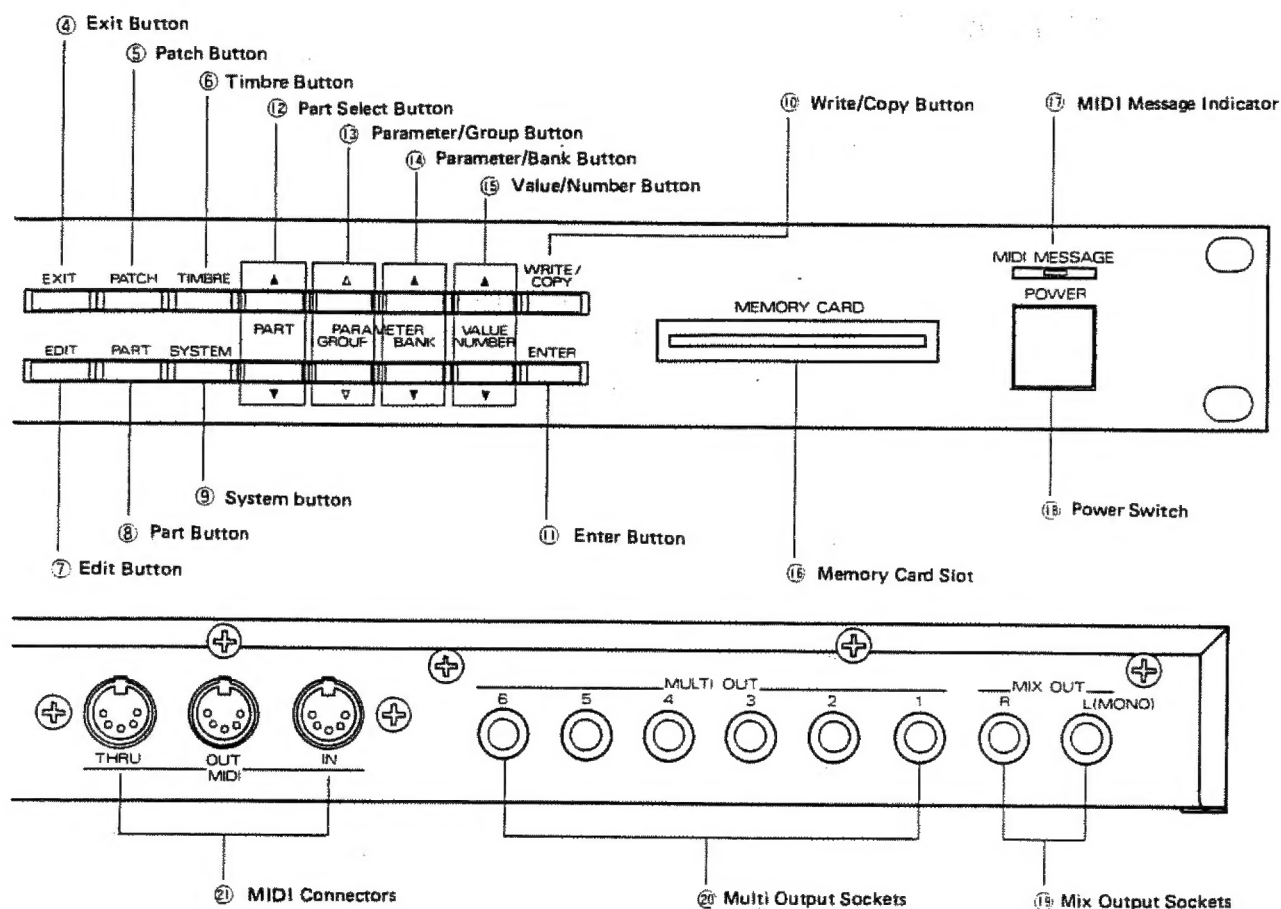 ④ Exit Button
⑤ Patch Button
⑥ Timbre Button
⑫ Part Select Button
⑬ Parameter/Group Button
⑭ Parameter/Bank Button
⑮ Value/Number Button
⑩ Write/Copy Button
⑰ MIDI Message Indicator
EXIT PATCH TIMBRE ▲ △ ▲ ▲ WRITE/
COPY
PART PARAMETER VALUE
GROUP BANK NUMBER
EDIT PART SYSTEM ENTER
▼ ▽ ▼ ▼
MEMORY CARD
MIDI MESSAGE
POWER
⑨ System button
⑧ Part Button
⑦ Edit Button
⑪ Enter Button
⑯ Memory Card Slot
⑱ Power Switch
MULTI OUT MIX OUT
6 5 4 3 2 1 R L(MONO)
THRU OUT IN
MIDI
㉑ MIDI Connectors
⑳ Multi Output Sockets
⑲ Mix Output Sockets